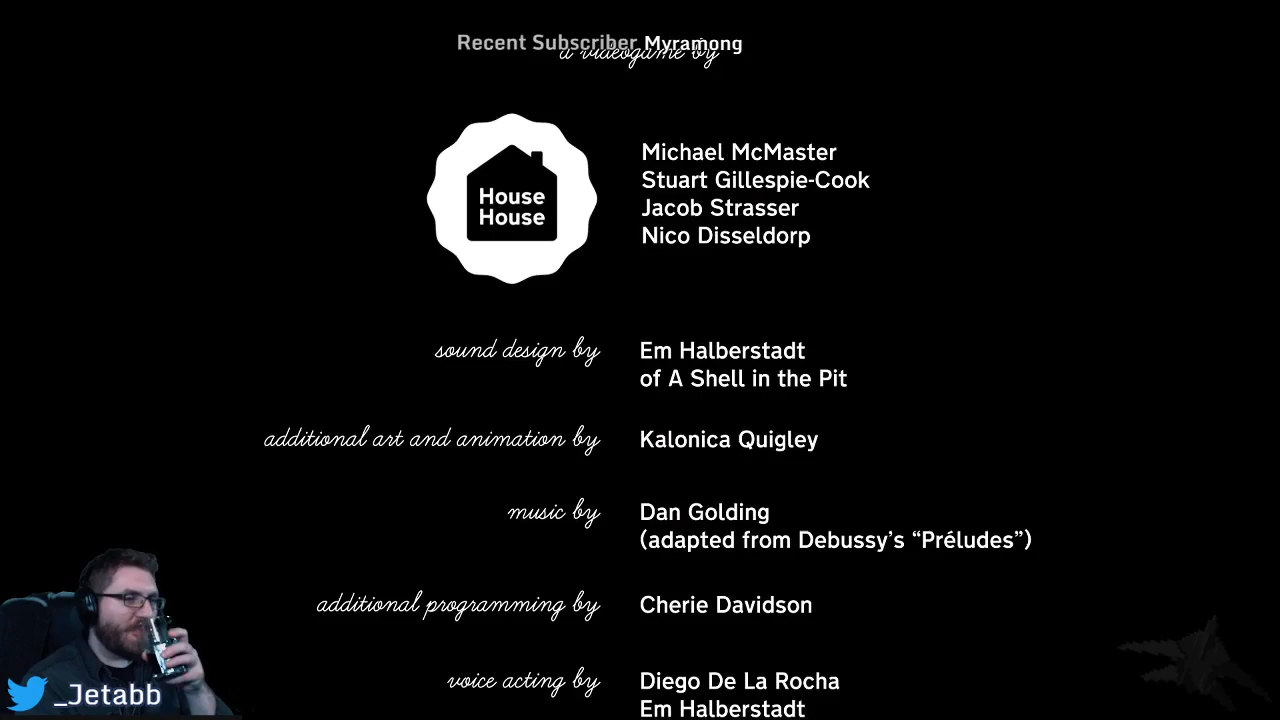 Recent Subscriber Myramong
a videogame by
House
House
Michael McMaster
Stuart Gillespie-Cook
Jacob Strasser
Nico Disseldorp
sound design by
Em Halberstadt
of A Shell in the Pit
additional art and animation by
Kalonica Quigley
music by
Dan Golding
(adapted from Debussy’s “Préludes”)
additional programming by
Cherie Davidson
voice acting by
Diego De La Rocha
Em Halberstadt
_Jetabb